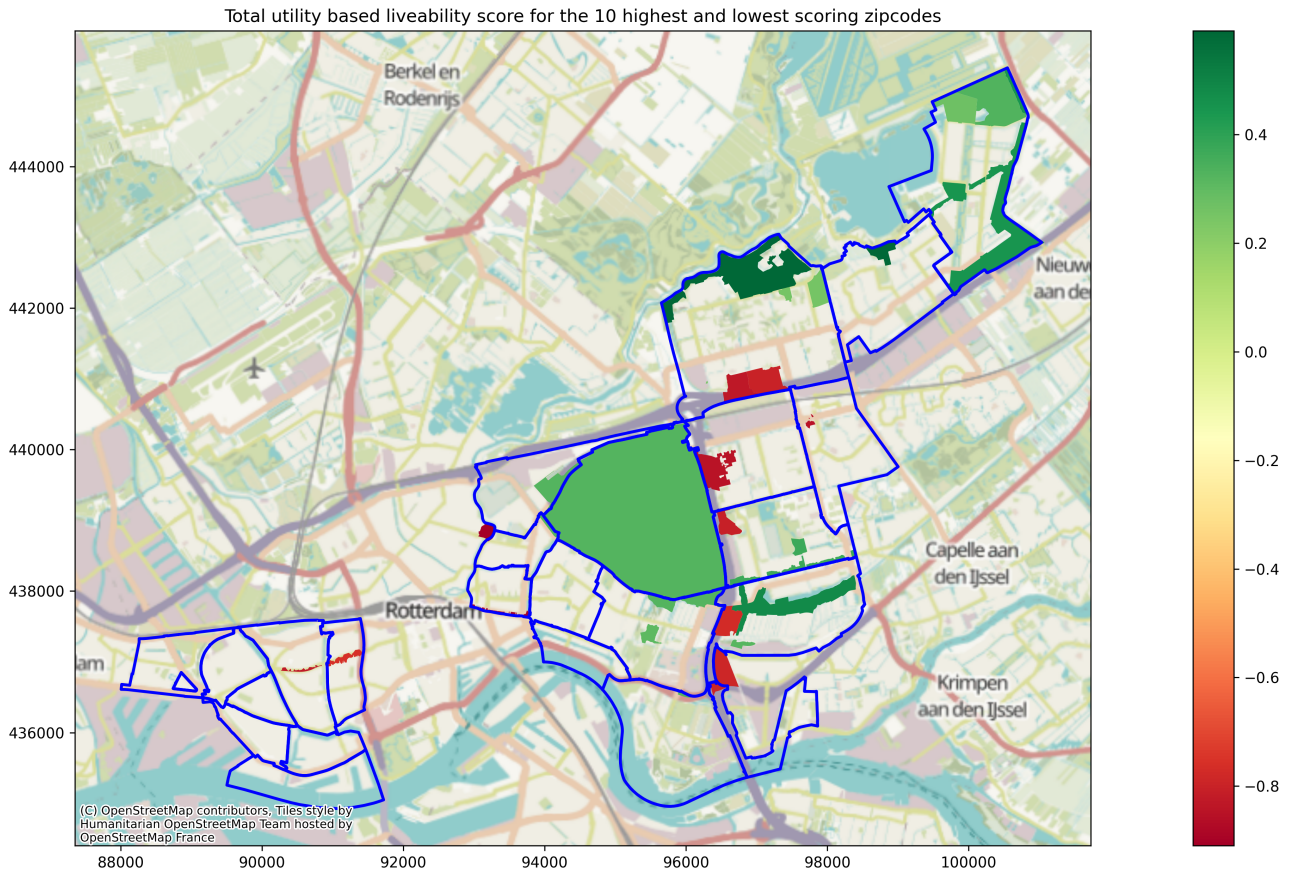 Total utility based liveability score for the 10 highest and lowest scoring zipcodes
Berkel en
Rodenrijs
Nieuw
aan de
Capelle aan
den IJssel
Rotterdam
Krimpen
aan den IJssel
444000
442000
440000
438000
436000
88000
90000
92000
94000
96000
98000
100000
0.4
0.2
0.0
−0.2
−0.4
−0.6
−0.8
dam
(C) OpenStreetMap contributors, Tiles style by
Humanitarian OpenStreetMap Team hosted by
OpenStreetMap France